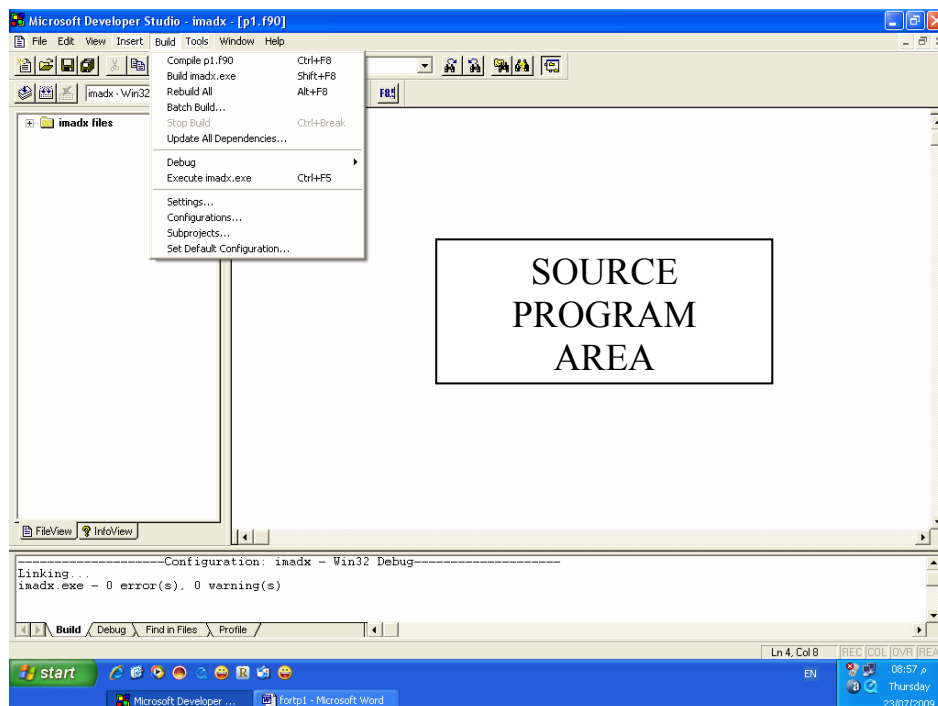 Microsoft Developer Studio - imadx - [p1.f90]
File Edit View Insert Build Tools Window Help
imadx - Win32
F8
imadx files
Compile p1.f90 Ctrl+F8
Build imadx.exe Shift+F8
Rebuild All Alt+F8
Batch Build...
Stop Build Ctrl+Break
Update All Dependencies...
Debug
Execute imadx.exe Ctrl+F5
Settings...
Configurations...
Subprojects...
Set Default Configuration...
SOURCE
PROGRAM
AREA
FileView InfoView
--------------------Configuration: imadx - Win32 Debug--------------------
Linking...
imadx.exe - 0 error(s), 0 warning(s)
Build Debug Find in Files Profile
Ln 4, Col 8 REC COL OVR REA
start R EN 08:57 م
Microsoft Developer ... fortp1 - Microsoft Word Thursday
23/07/2009